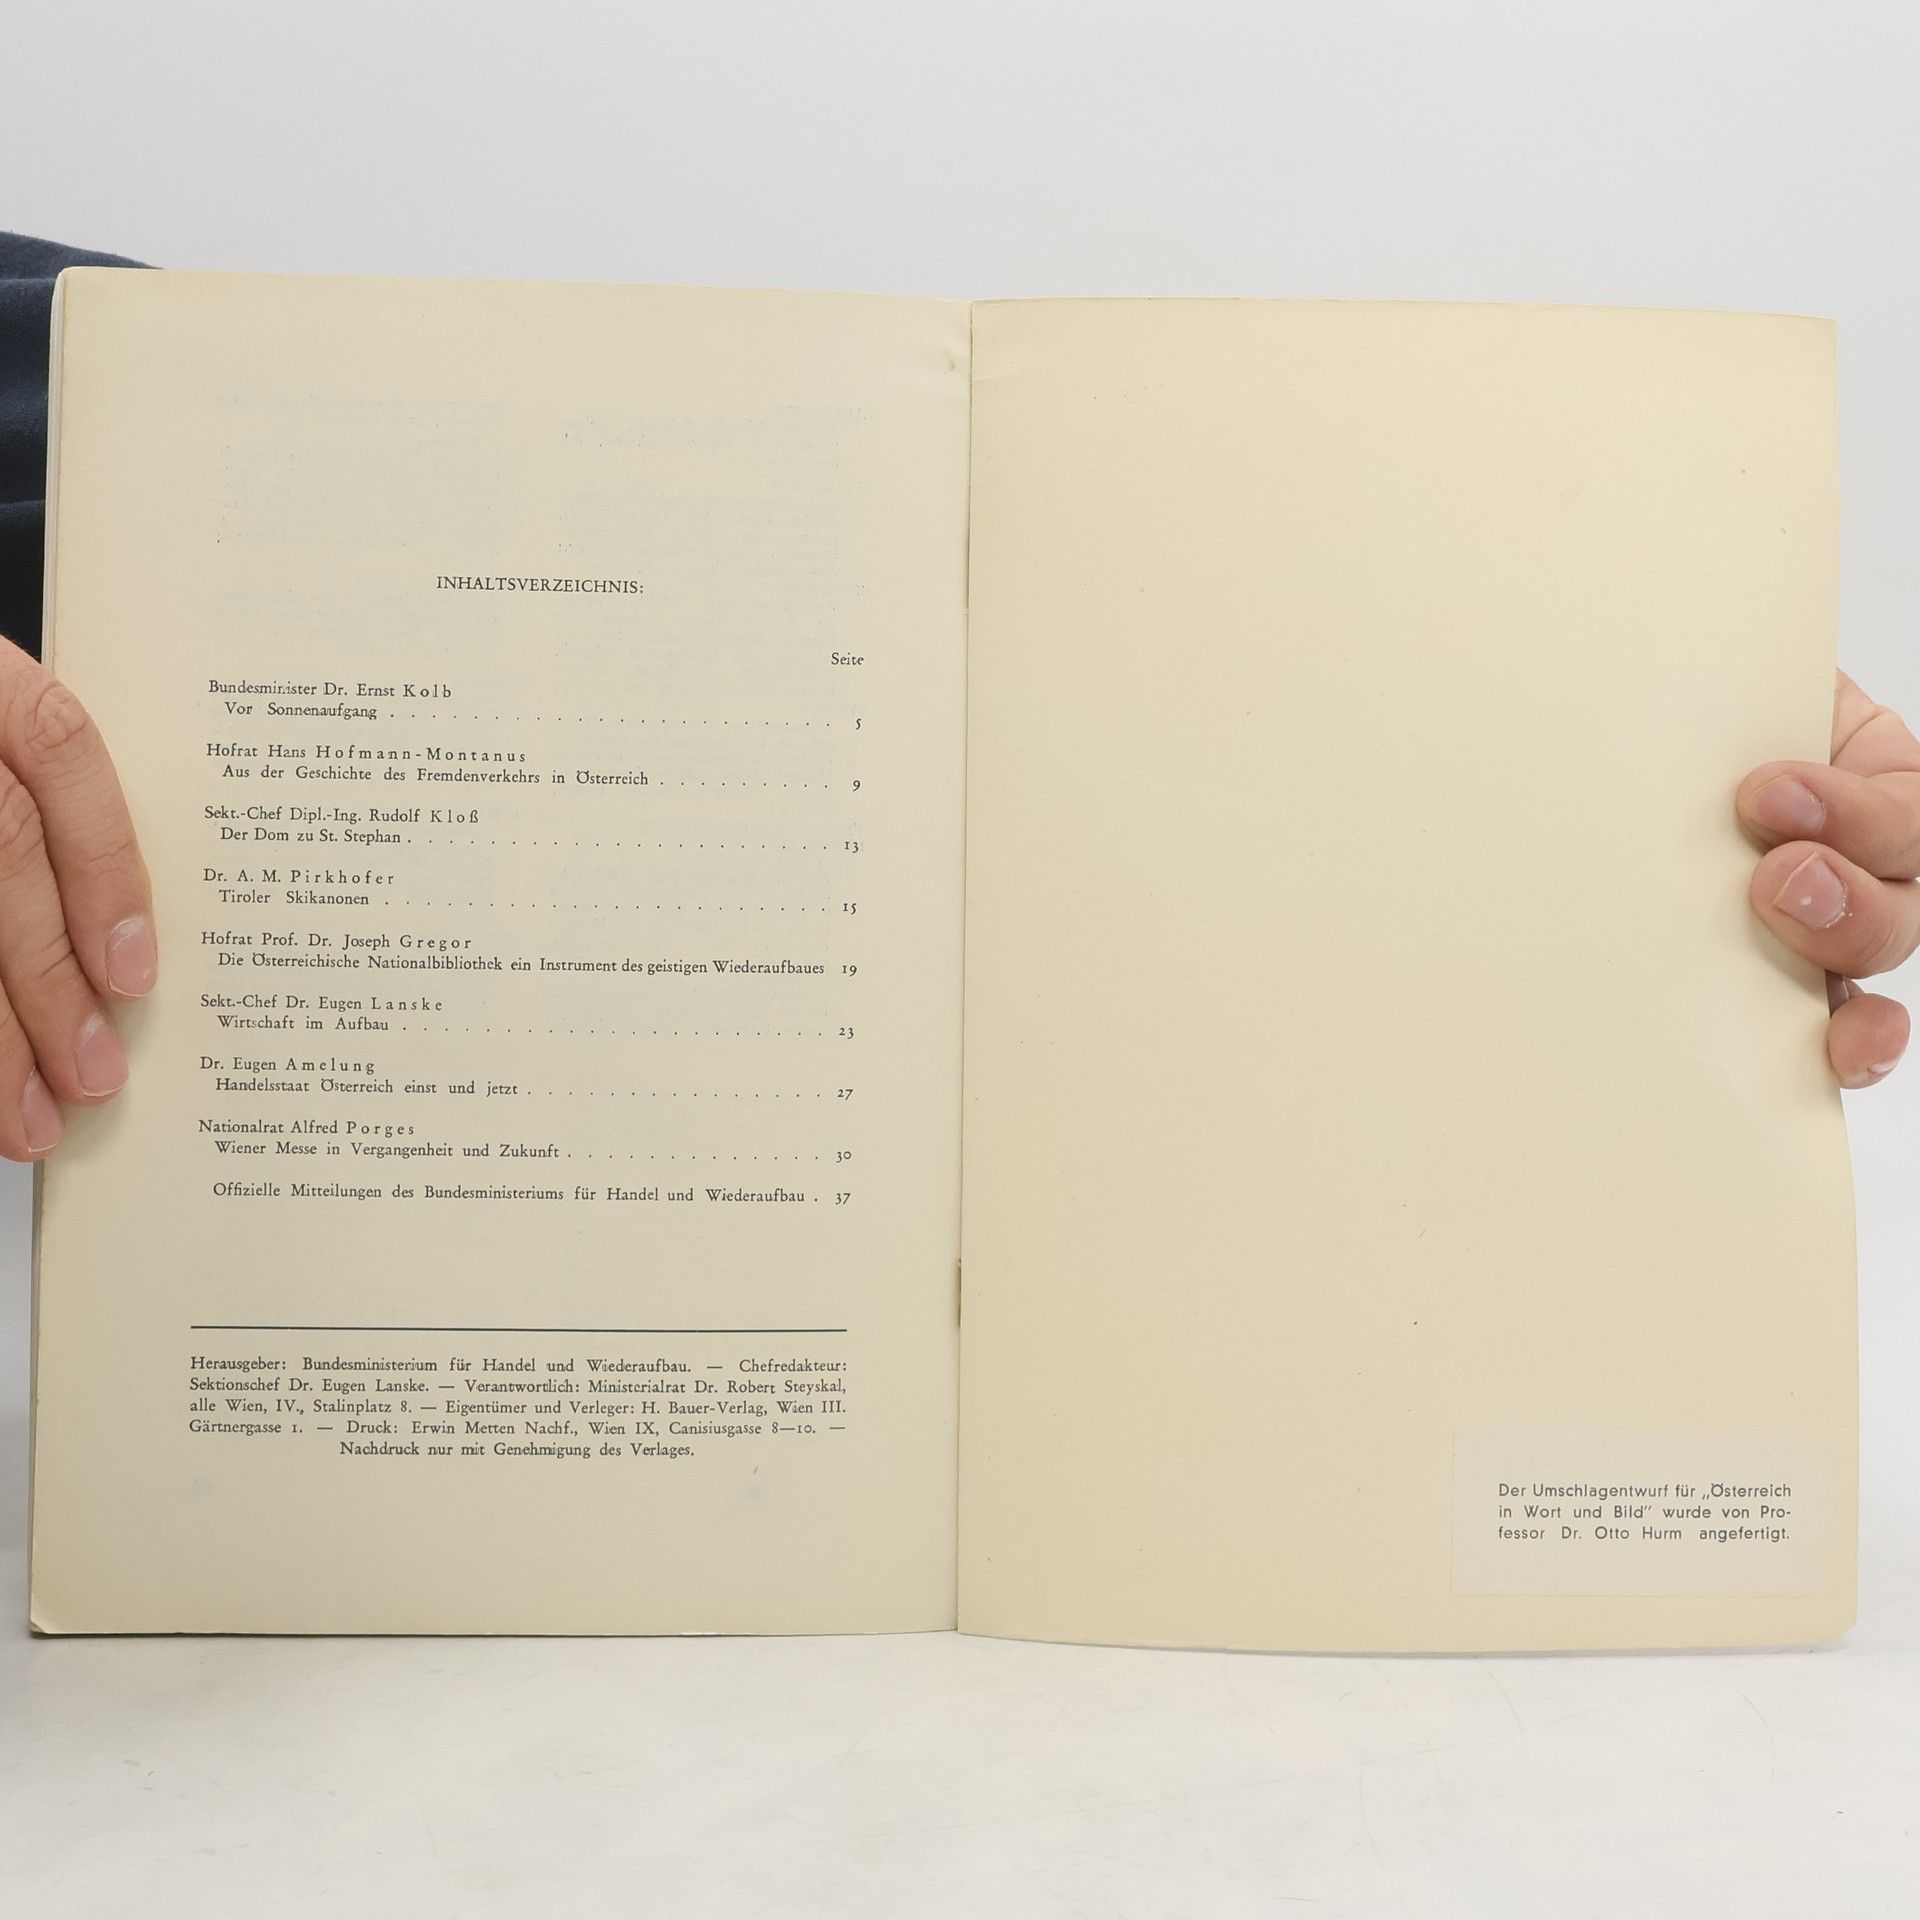 INHALTSVERZEICHNIS:
Seite
Bundesminister Dr. Ernst Kolb
Vor Sonnenaufgang . . . . . . . . . . . . . . . . . . . . . . 5
Hofrat Hans Hofmann-Montanus
Aus der Geschichte des Fremdenverkehrs in Österreich . . . . . . . . . 9
Sekt.-Chef Dipl.-Ing. Rudolf Kloß
Der Dom zu St. Stephan . . . . . . . . . . . . . . . . . . . . . 13
Dr. A. M. Pirkhofer
Tiroler Skikanonen . . . . . . . . . . . . . . . . . . . . . . 15
Hofrat Prof. Dr. Joseph Gregor
Die Österreichische Nationalbibliothek ein Instrument des geistigen Wiederaufbaues 19
Sekt.-Chef Dr. Eugen Lanske
Wirtschaft im Aufbau . . . . . . . . . . . . . . . . . . . . . 23
Dr. Eugen Amelung
Handelsstaat Österreich einst und jetzt . . . . . . . . . . . . . . . 27
Nationalrat Alfred Porges
Wiener Messe in Vergangenheit und Zukunft . . . . . . . . . . . . . 30
Offizielle Mitteilungen des Bundesministeriums für Handel und Wiederaufbau . 37
Herausgeber: Bundesministerium für Handel und Wiederaufbau. — Chefredakteur:
Sektionschef Dr. Eugen Lanske. — Verantwortlich: Ministerialrat Dr. Robert Steyskal,
alle Wien, IV., Stalinplatz 8. — Eigentümer und Verleger: H. Bauer-Verlag, Wien III.
Gärtnergasse 1. — Druck: Erwin Metten Nachf., Wien IX, Canisiusgasse 8—10. —
Nachdruck nur mit Genehmigung des Verlages.
Der Umschlagentwurf für „Österreich
in Wort und Bild" wurde von Pro-
fessor Dr. Otto Hurm angefertigt.